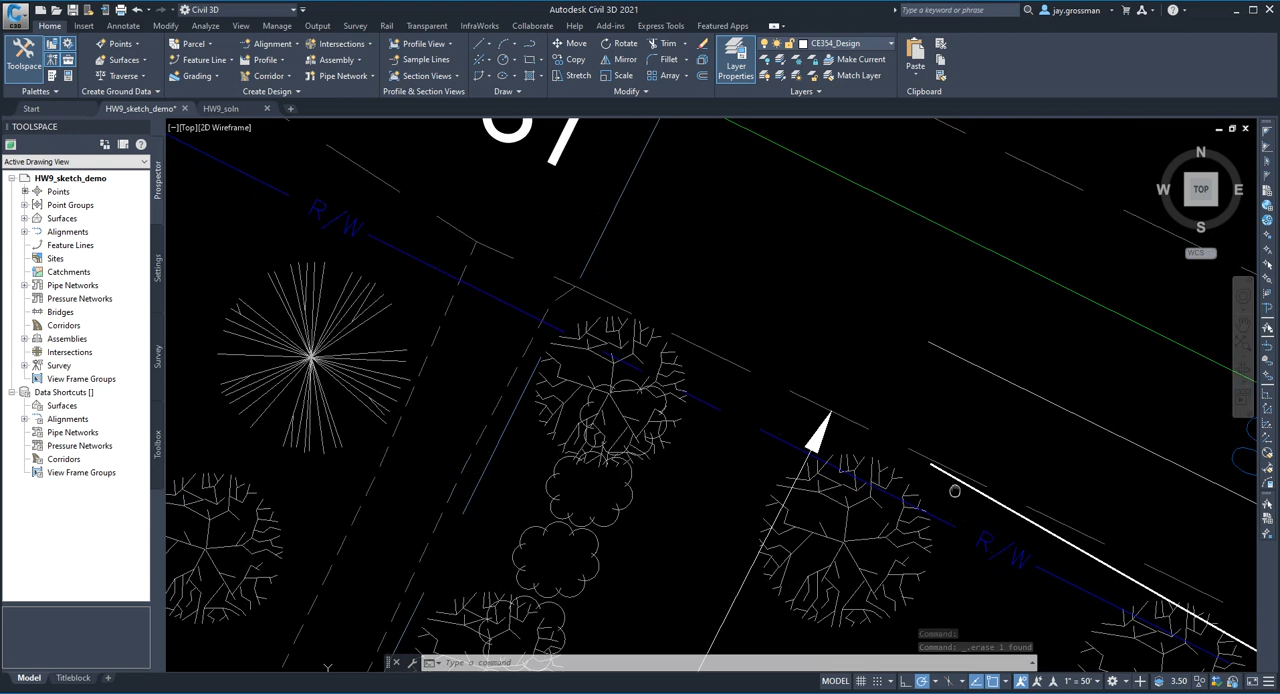 C3D
Civil 3D
Autodesk Civil 3D 2021
Type a keyword or phrase
jay.grossman
Home Insert Annotate Modify Analyze View Manage Output Survey Rail Transparent InfraWorks Collaborate Help Add-ins Express Tools Featured Apps
Toolspace
Points
Surfaces
Traverse
Parcel
Feature Line
Grading
Alignment
Profile
Corridor
Intersections
Assembly
Pipe Network
Profile View
Sample Lines
Section Views
Move
Copy
Stretch
Rotate
Mirror
Scale
Trim
Fillet
Array
Layer
Properties
CE354_Design
Make Current
Match Layer
Paste
Palettes
Create Ground Data
Create Design
Profile & Section Views
Draw
Modify
Layers
Clipboard
Start
HW9_sketch_demo*
HW9_soln
TOOLSPACE
Active Drawing View
HW9_sketch_demo
Points
Point Groups
Surfaces
Alignments
Feature Lines
Sites
Catchments
Pipe Networks
Pressure Networks
Bridges
Corridors
Assemblies
Intersections
Survey
View Frame Groups
Data Shortcuts []
Surfaces
Alignments
Pipe Networks
Pressure Networks
Corridors
View Frame Groups
Prospector
Settings
Survey
Toolbox
[−][Top][2D Wireframe]
R/W
R/W
N
W
TOP
E
S
WCS
Command:
Command: _.erase 1 found
Type a command
Model
Titleblock
MODEL
1" = 50'
3.50